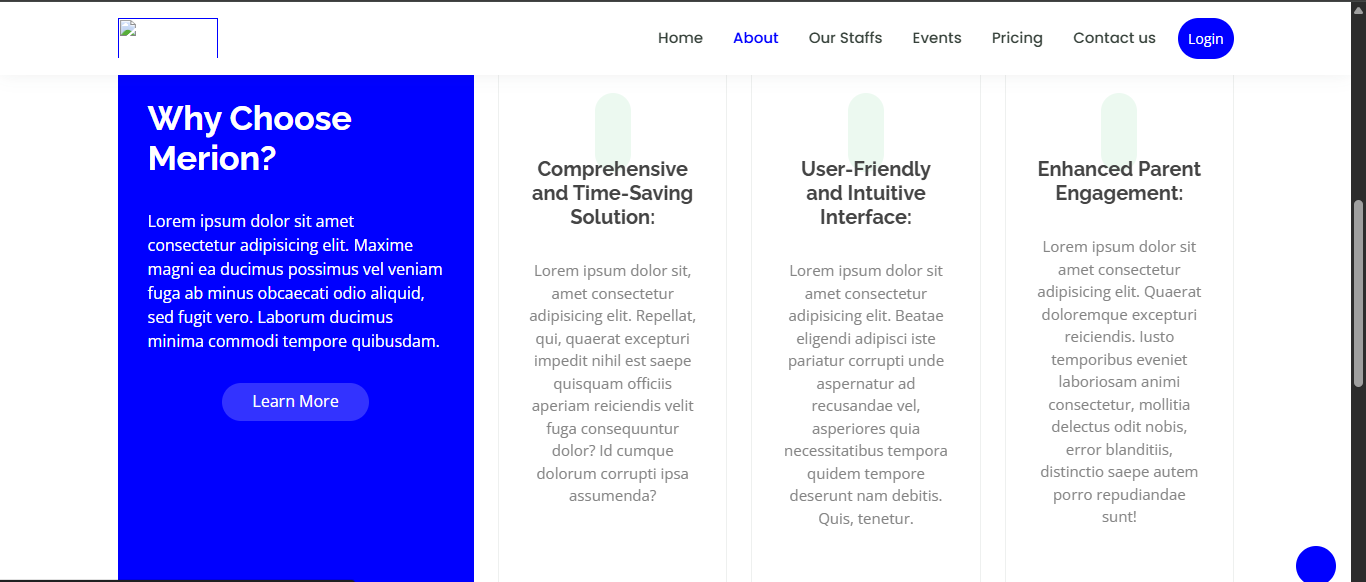 Home
About
Our Staffs
Events
Pricing
Contact us
Login
Why Choose
Merion?
Lorem ipsum dolor sit amet
consectetur adipisicing elit. Maxime
magni ea ducimus possimus vel veniam
fuga ab minus obcaecati odio aliquid,
sed fugit vero. Laborum ducimus
minima commodi tempore quibusdam.
Learn More
Comprehensive
and Time-Saving
Solution:
Lorem ipsum dolor sit,
amet consectetur
adipisicing elit. Repellat,
qui, quaerat excepturi
impedit nihil est saepe
quisquam officiis
aperiam reiciendis velit
fuga consequuntur
dolor? Id cumque
dolorum corrupti ipsa
assumenda?
User-Friendly
and Intuitive
Interface:
Lorem ipsum dolor sit
amet consectetur
adipisicing elit. Beatae
eligendi adipisci iste
pariatur corrupti unde
aspernatur ad
recusandae vel,
asperiores quia
necessitatibus tempora
quidem tempore
deserunt nam debitis.
Quis, tenetur.
Enhanced Parent
Engagement:
Lorem ipsum dolor sit
amet consectetur
adipisicing elit. Quaerat
doloremque excepturi
reiciendis. Iusto
temporibus eveniet
laboriosam animi
consectetur, mollitia
delectus odit nobis,
error blanditiis,
distinctio saepe autem
porro repudiandae
sunt!